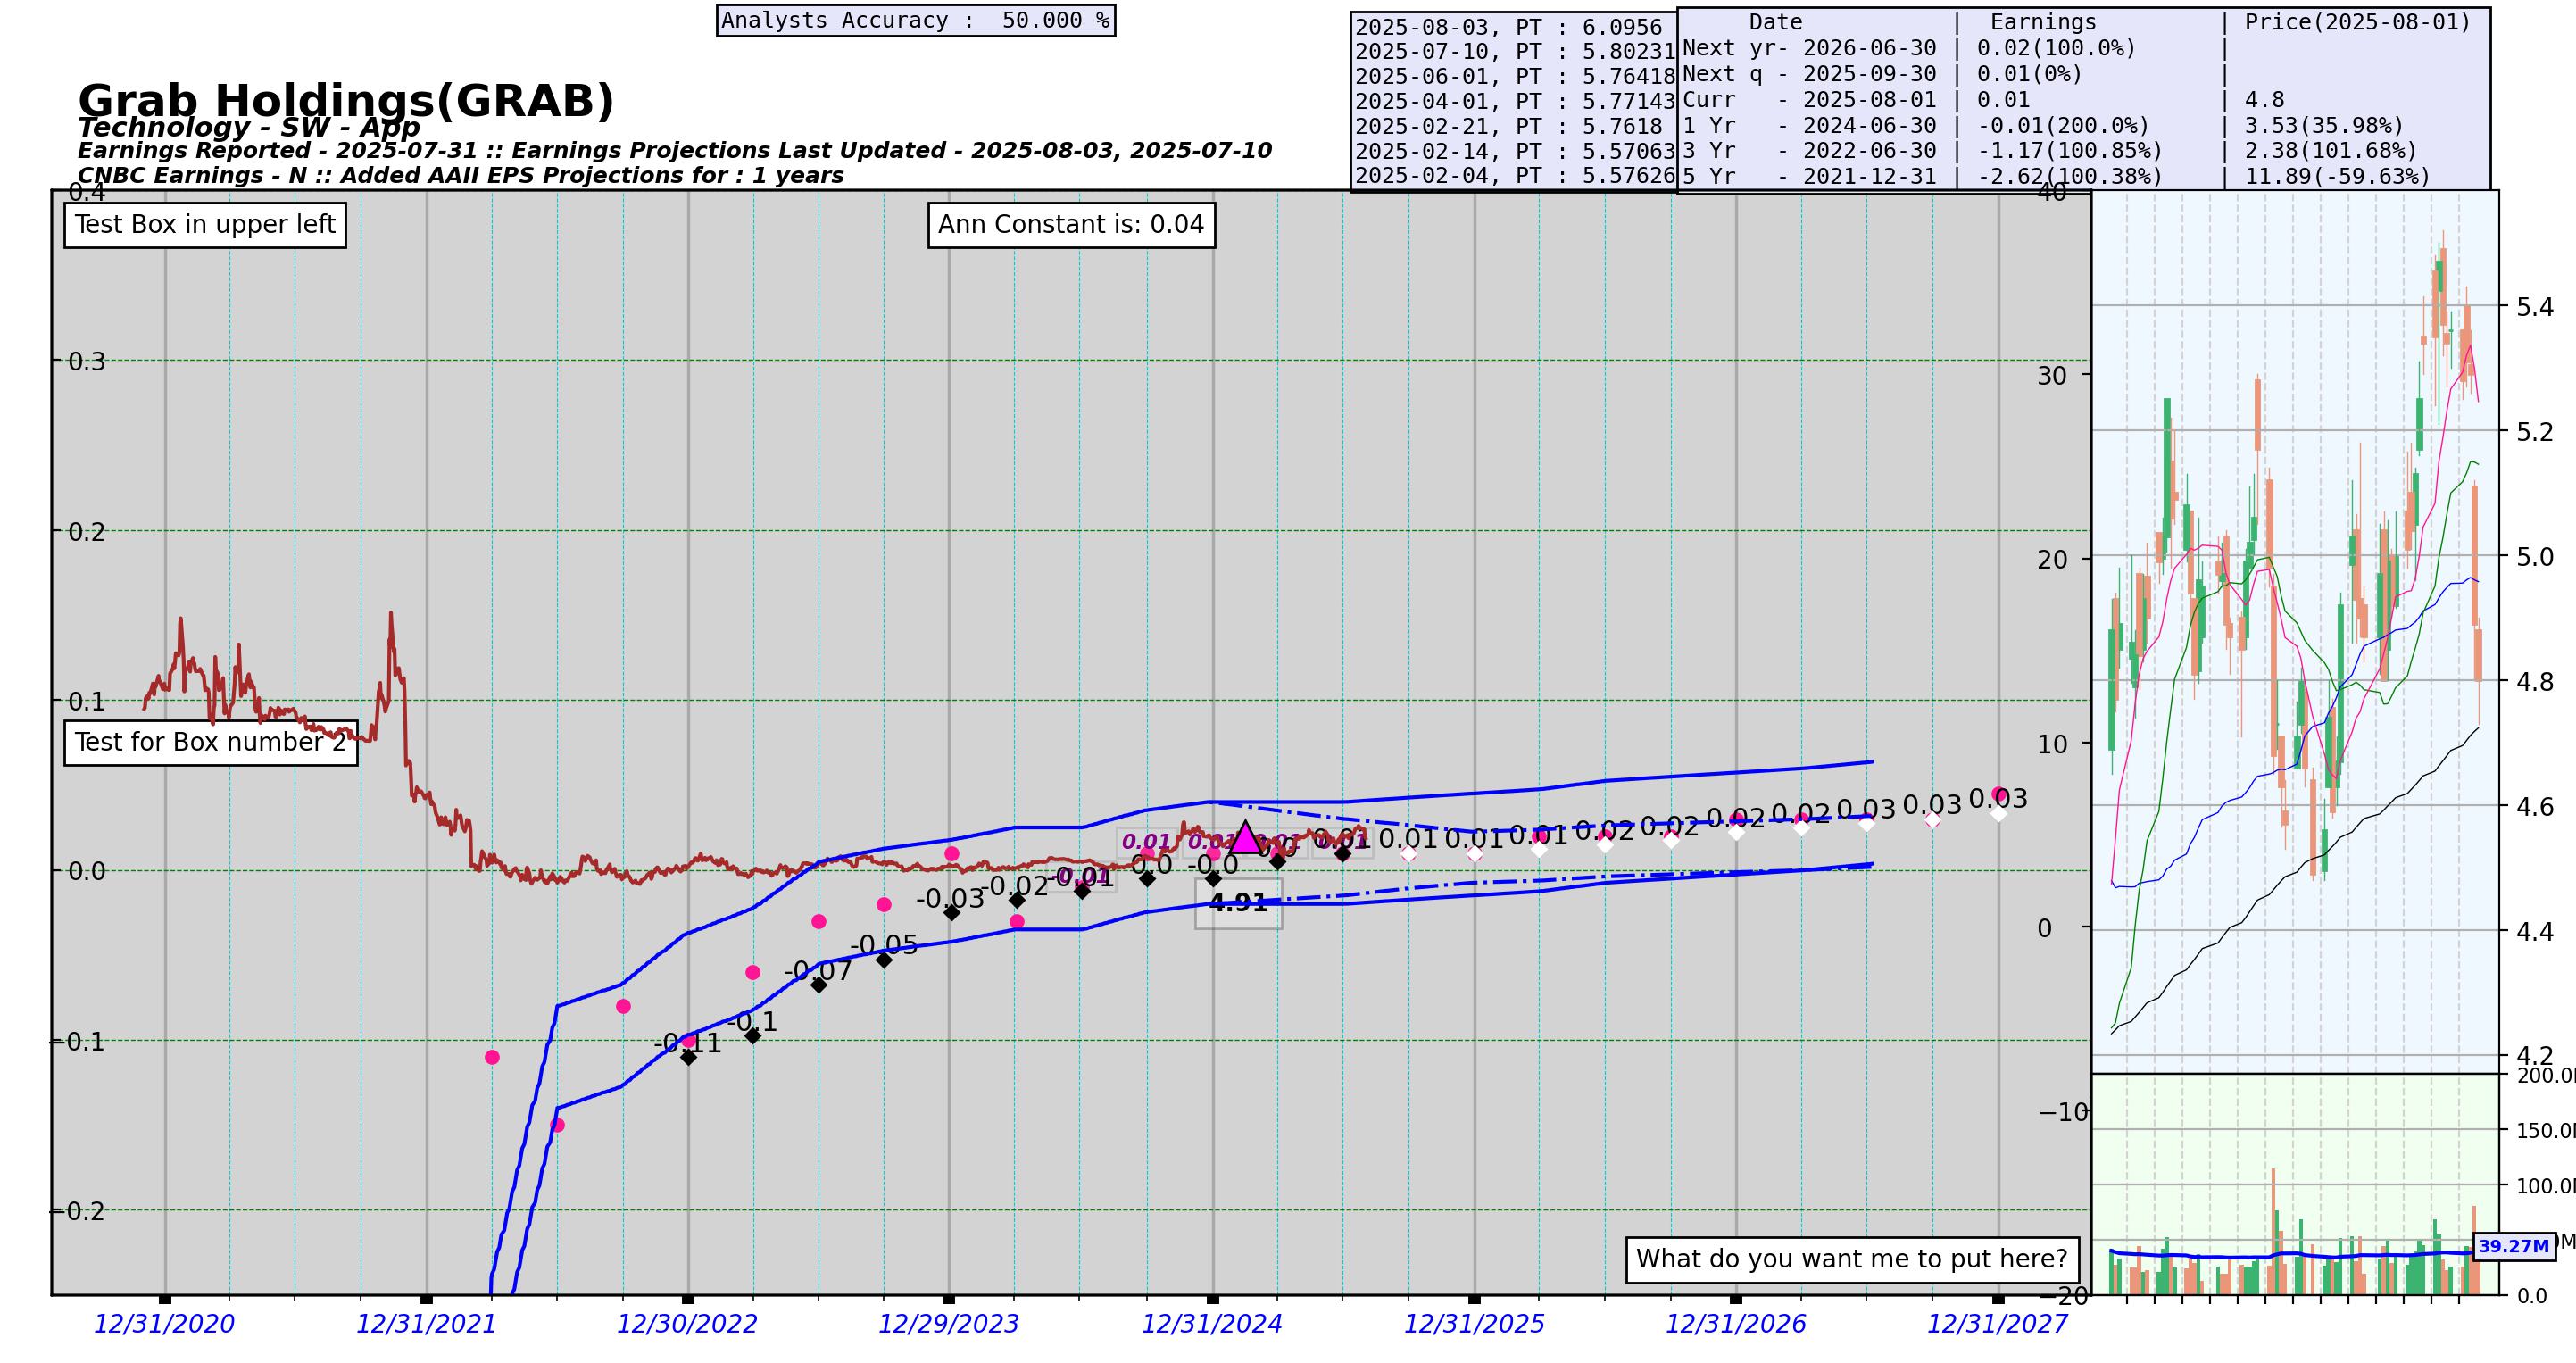 Analysts Accuracy :  50.000 %
Grab Holdings(GRAB)
Technology - SW - App
Earnings Reported - 2025-07-31 :: Earnings Projections Last Updated - 2025-08-03, 2025-07-10
CNBC Earnings - N :: Added AAII EPS Projections for : 1 years
2025-08-03, PT : 6.0956
2025-07-10, PT : 5.80231
2025-06-01, PT : 5.76418
2025-04-01, PT : 5.77143
2025-02-21, PT : 5.7618
2025-02-14, PT : 5.57063
2025-02-04, PT : 5.57626
Date | Earnings | Price(2025-08-01)
Next yr- 2026-06-30 | 0.02(100.0%) |
Next q - 2025-09-30 | 0.01(0%) |
Curr - 2025-08-01 | 0.01 | 4.8
1 Yr - 2024-06-30 | -0.01(200.0%) | 3.53(35.98%)
3 Yr - 2022-06-30 | -1.17(100.85%) | 2.38(101.68%)
5 Yr - 2021-12-31 | -2.62(100.38%) | 11.89(-59.63%)
Test Box in upper left
Ann Constant is: 0.04
Test for Box number 2
What do you want me to put here?
0.4
0.3
0.2
0.1
0.0
−0.1
−0.2
-0.11
-0.1
-0.07
-0.05
-0.03
-0.02
-0.01
0.0
-0.0
0.01
0.01
0.01
0.01
0.02
0.02
0.02
0.02
0.03
0.03
0.03
0.01
4.91
40
30
20
10
0
−10
−20
5.4
5.2
5.0
4.8
4.6
4.4
4.2
150.0
100.0
0.0
39.27M
12/31/2020
12/31/2021
12/30/2022
12/29/2023
12/31/2024
12/31/2025
12/31/2026
12/31/2027